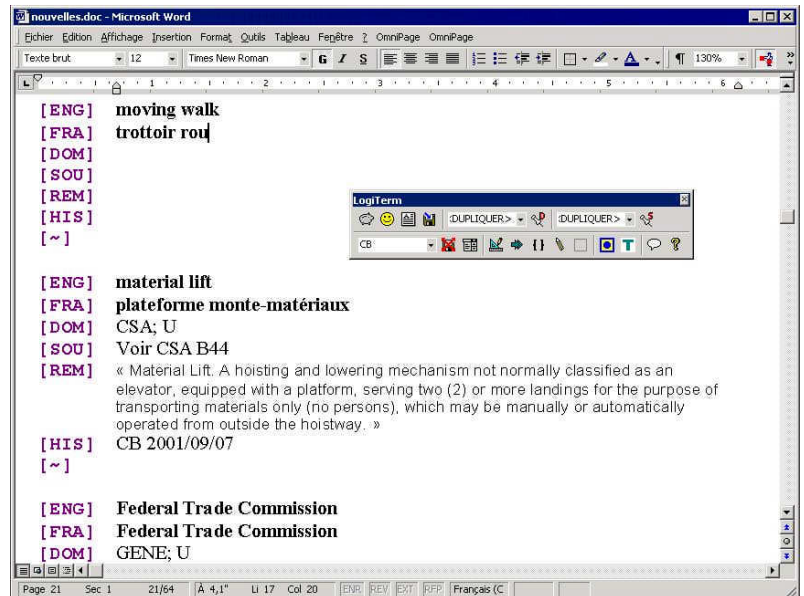 nouvelles.doc - Microsoft Word
Fichier Edition Affichage Insertion Format Outils Tableau Fenêtre ? OmniPage OmniPage
Texte brut 12 Times New Roman G I S 130%
1 2 3 4 5 6
[ENG] moving walk
[FRA] trottoir rou
[DOM]
[SOU]
[REM]
[HIS]
[~]
LogiTerm
:DUPLIQUER> :DUPLIQUER>
CB
[ENG] material lift
[FRA] plateforme monte-matériaux
[DOM] CSA; U
[SOU] Voir CSA B44
[REM] « Material Lift. A hoisting and lowering mechanism not normally classified as an
elevator, equipped with a platform, serving two (2) or more landings for the purpose of
transporting materials only (no persons), which may be manually or automatically
operated from outside the hoistway. »
[HIS] CB 2001/09/07
[~]
[ENG] Federal Trade Commission
[FRA] Federal Trade Commission
[DOM] GENE; U
Page 21 Sec 1 21/64 À 4,1" Li 17 Col 20 ENR REV EXT RFP Français (C